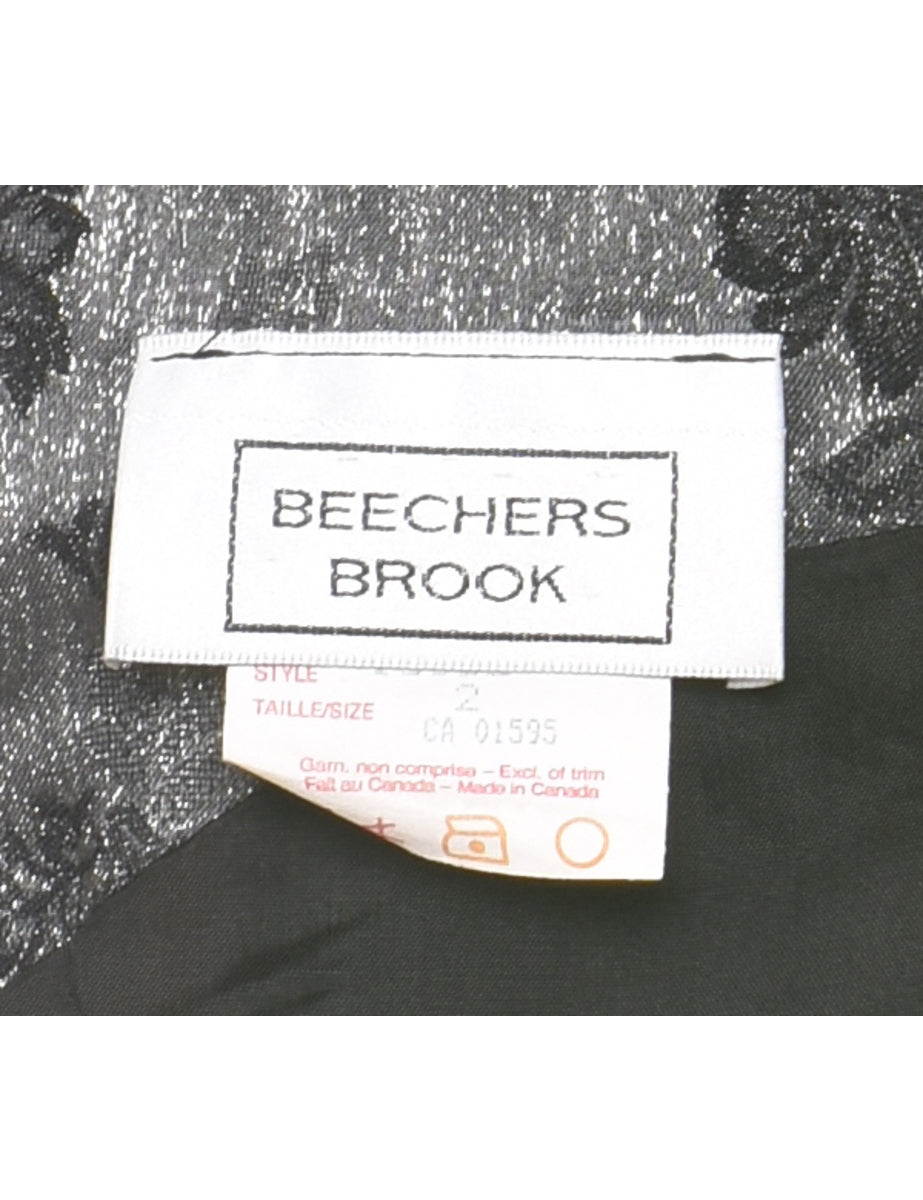 BEECHERS
BROOK
STYLE
2
TAILLE/SIZE
CA 01595
Garn. non comprise – Excl. of trim
Fait au Canada – Made in Canada